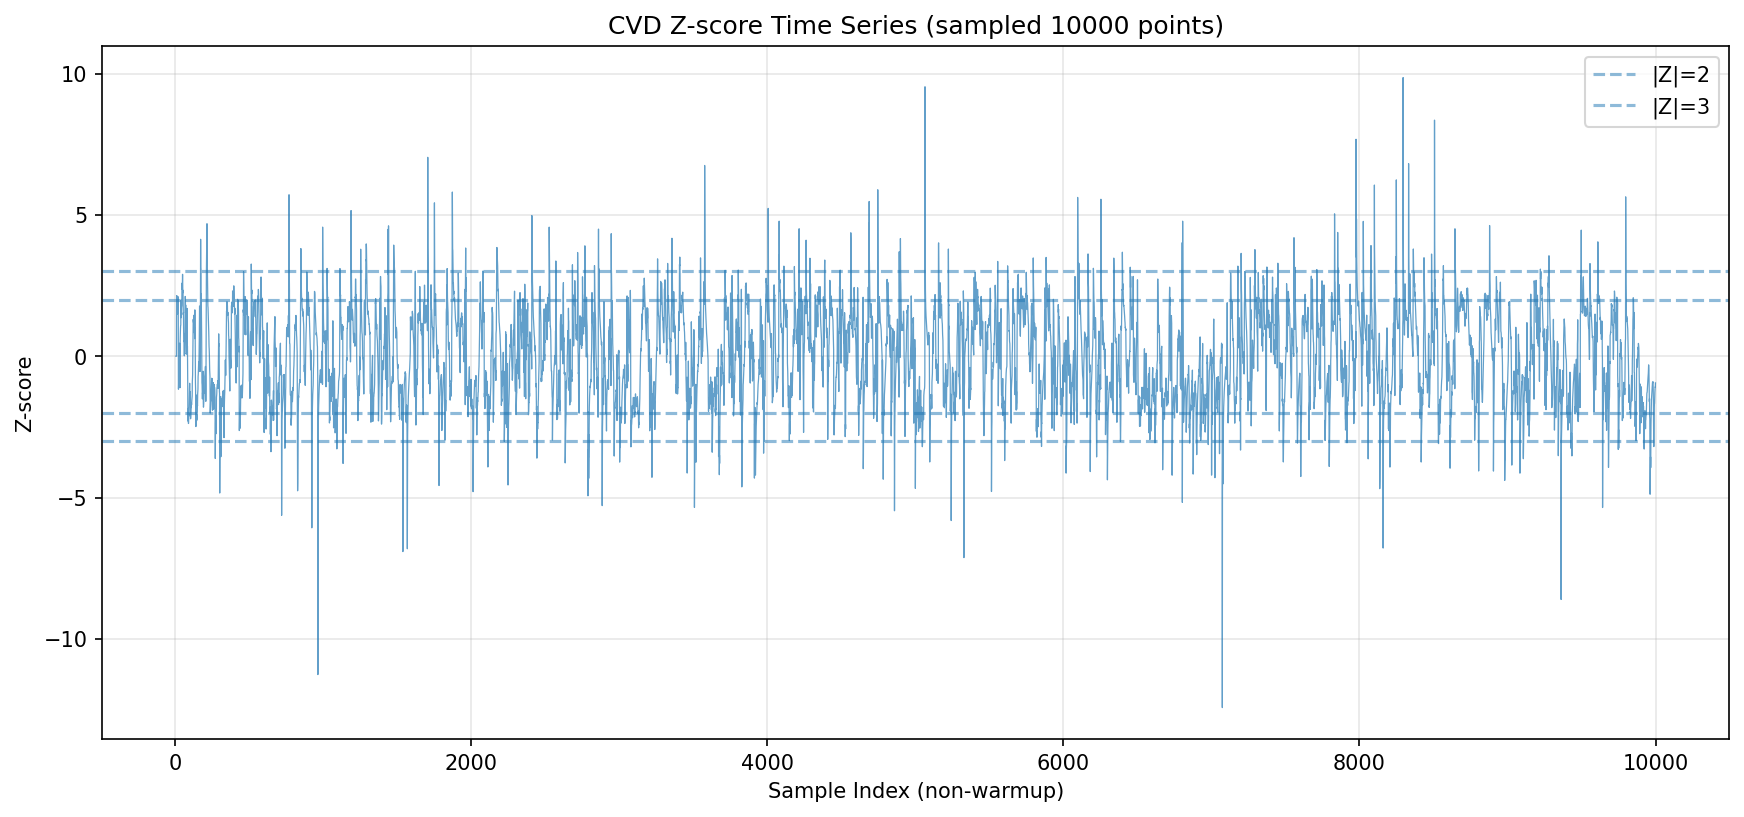 CVD Z-score Time Series (sampled 10000 points)
|Z|=2
|Z|=3
10
5
0
−5
−10
Z-score
0
2000
4000
6000
8000
10000
Sample Index (non-warmup)